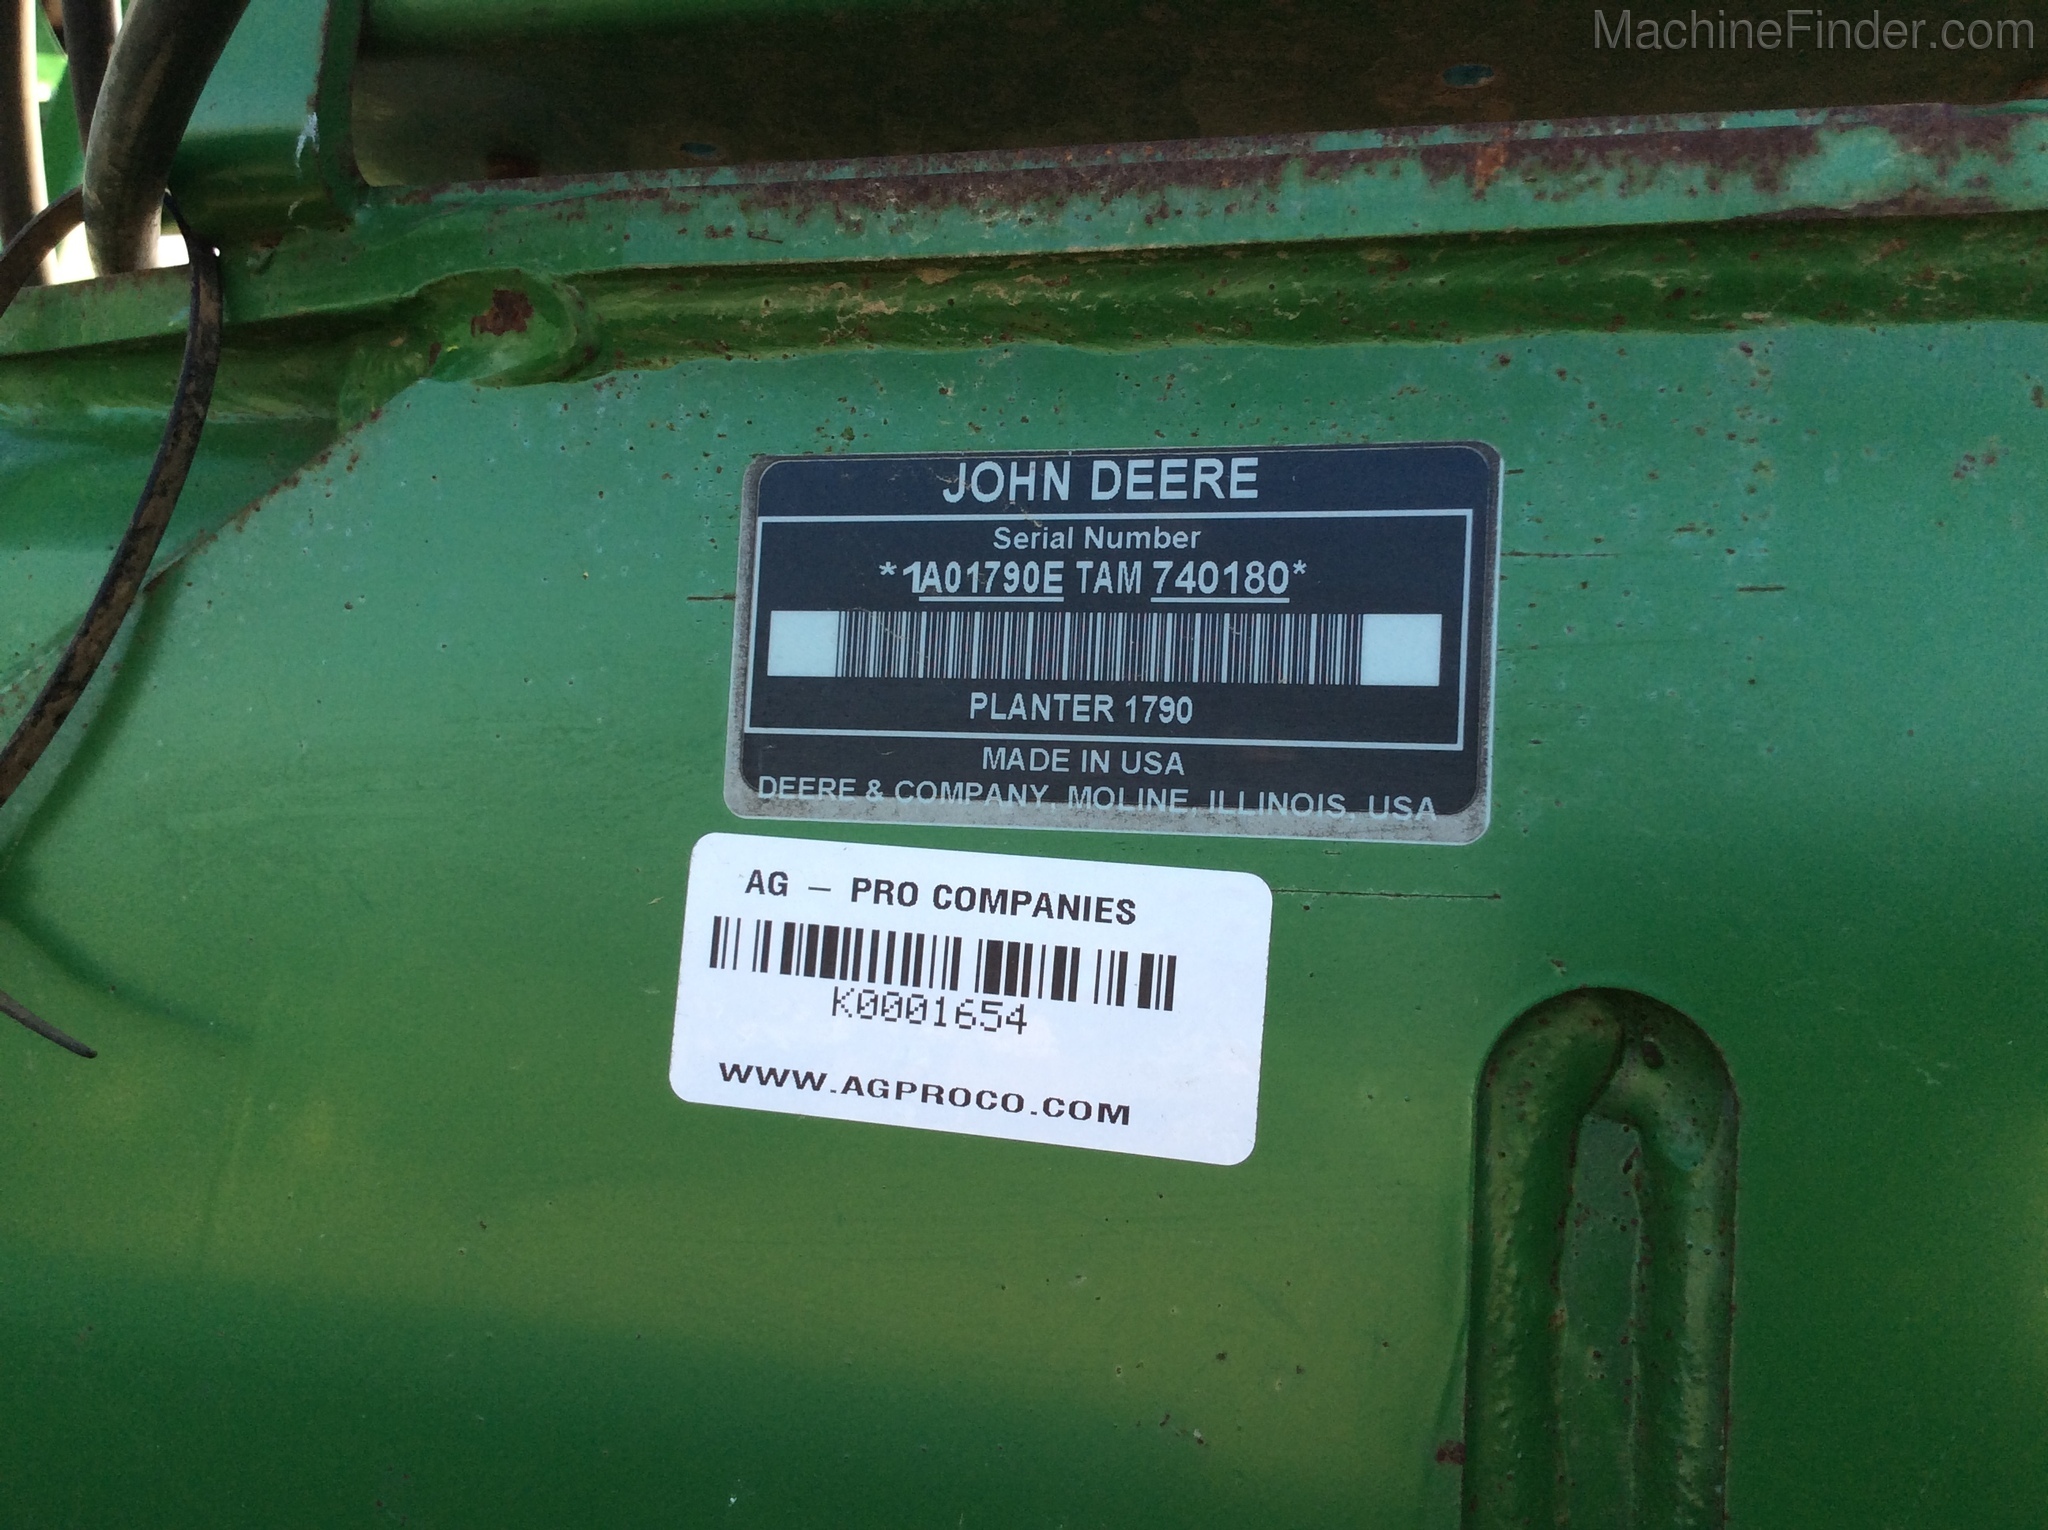 MachineFinder.com
JOHN DEERE
Serial Number
*1A01790E TAM 740180*
PLANTER 1790
MADE IN USA
DEERE & COMPANY, MOLINE, ILLINOIS, USA
AG - PRO COMPANIES
K0001654
WWW.AGPROCO.COM